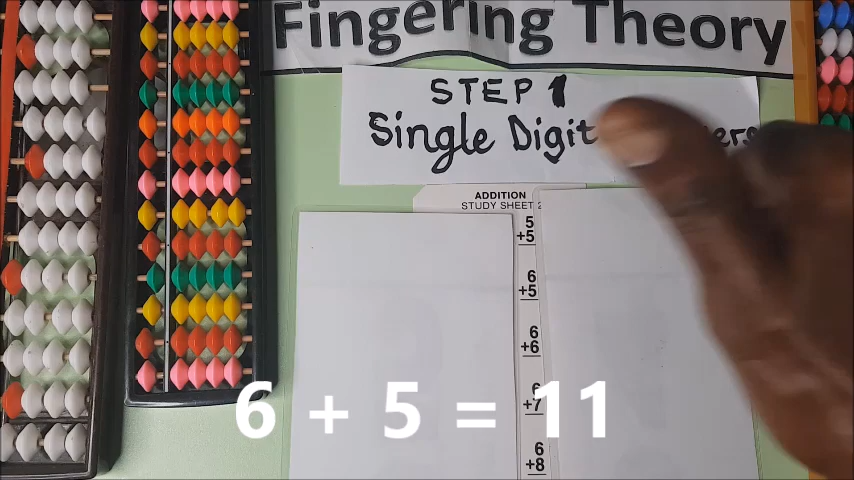 Fingering Theory
STEP 1
Single Digit
ADDITION
STUDY SHEET 2
5
+5
6
+5
6
+6
6
+7
6
+8
6 + 5 = 11